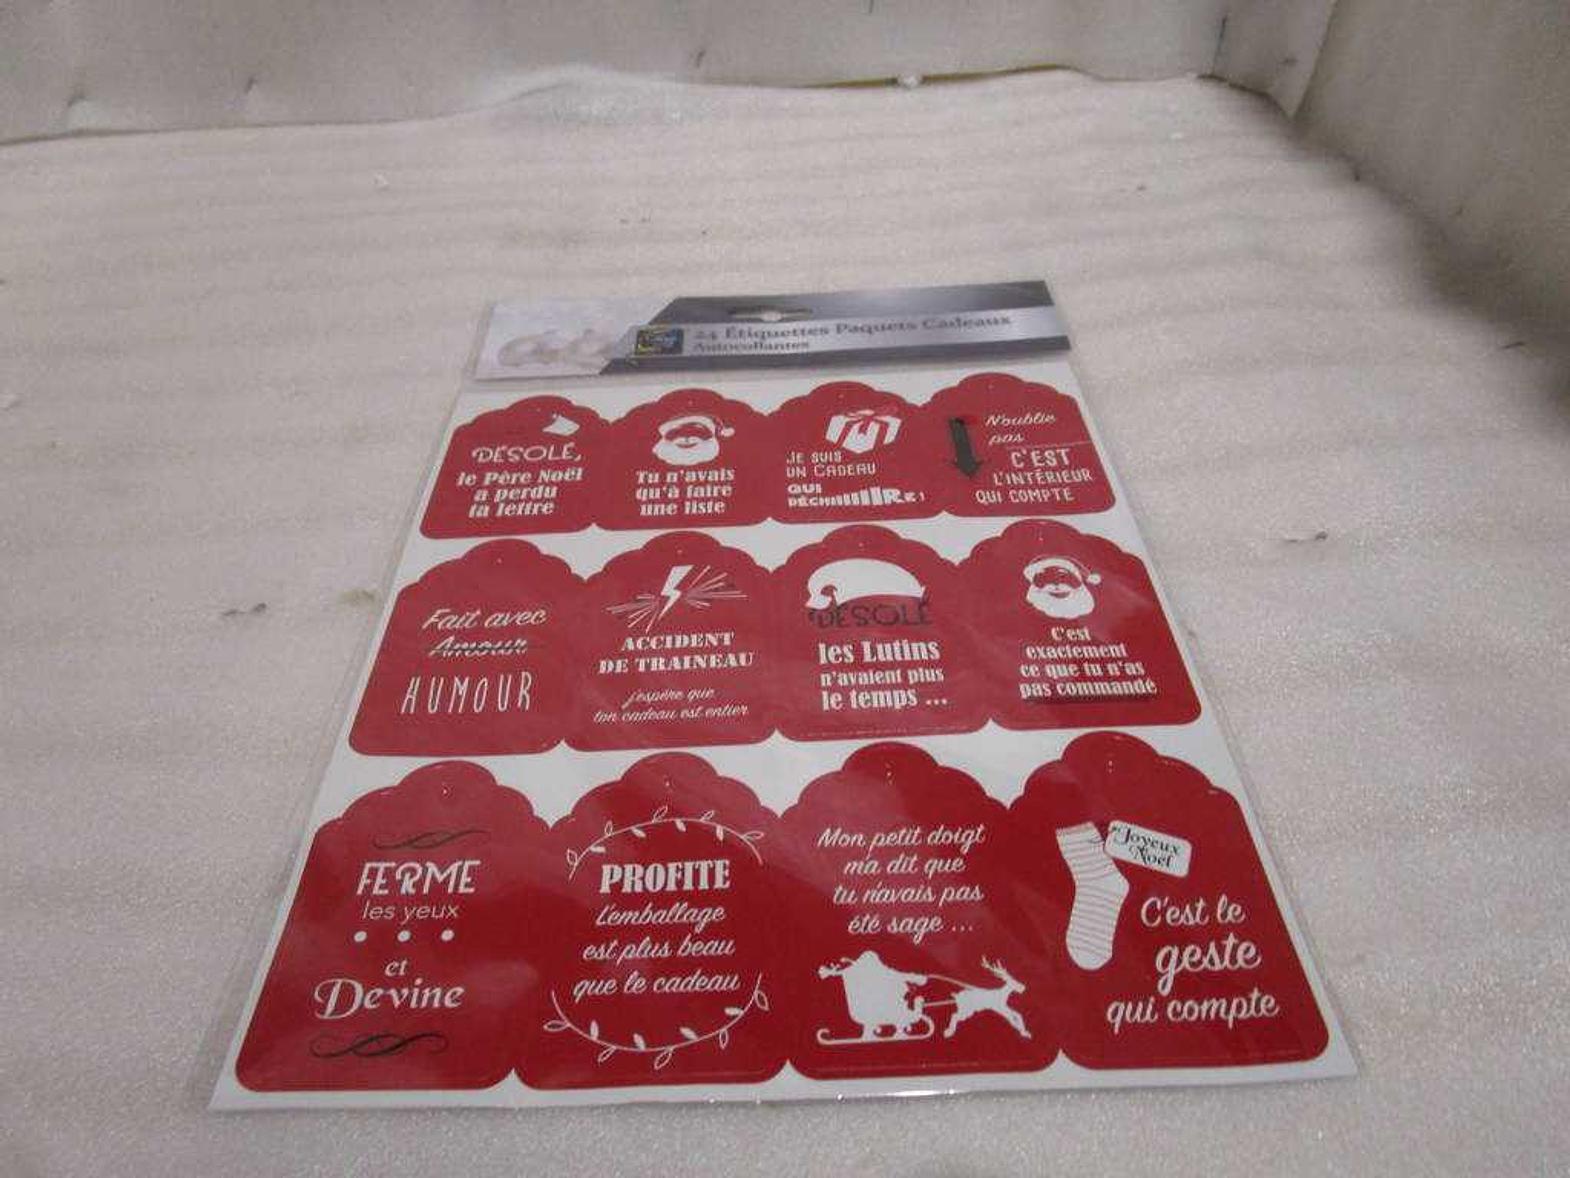 24 Étiquettes Paquets Cadeaux
Autocollantes
DÉSOLÉ,
le Père Noël
a perdu
ta lettre
Tu n'avais
qu'à faire
une liste
JE SUIS
UN CADEAU
QUI
N'oublie
pas
C'EST
L'INTÉRIEUR
QUI COMPTE
Fait avec
Amour
HUMOUR
ACCIDENT
DE TRAINEAU
j'espère que
ton cadeau est entier
DÉSOLÉ
les Lutins
n'avaient plus
le temps ...
C'est
exactement
ce que tu n'as
pas commandé
FERME
les yeux
et
Devine
PROFITE
L'emballage
est plus beau
que le cadeau
Mon petit doigt
m'a dit que
tu n'avais pas
été sage ...
Joyeux
Noël
C'est le
geste
qui compte